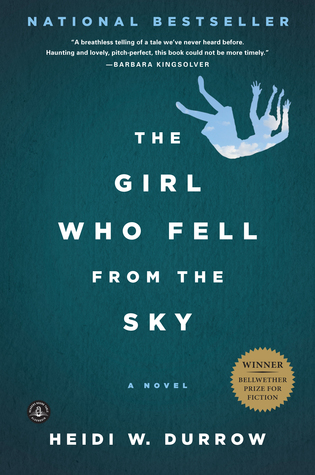 NATIONAL BESTSELLER
"A breathless telling of a tale we've never heard before.
Haunting and lovely, pitch-perfect, this book could not be more timely."
—BARBARA KINGSOLVER
THE
GIRL
WHO FELL
FROM THE
SKY
A NOVEL
WINNER
BELLWETHER
PRIZE FOR
FICTION
HEIDI W. DURROW